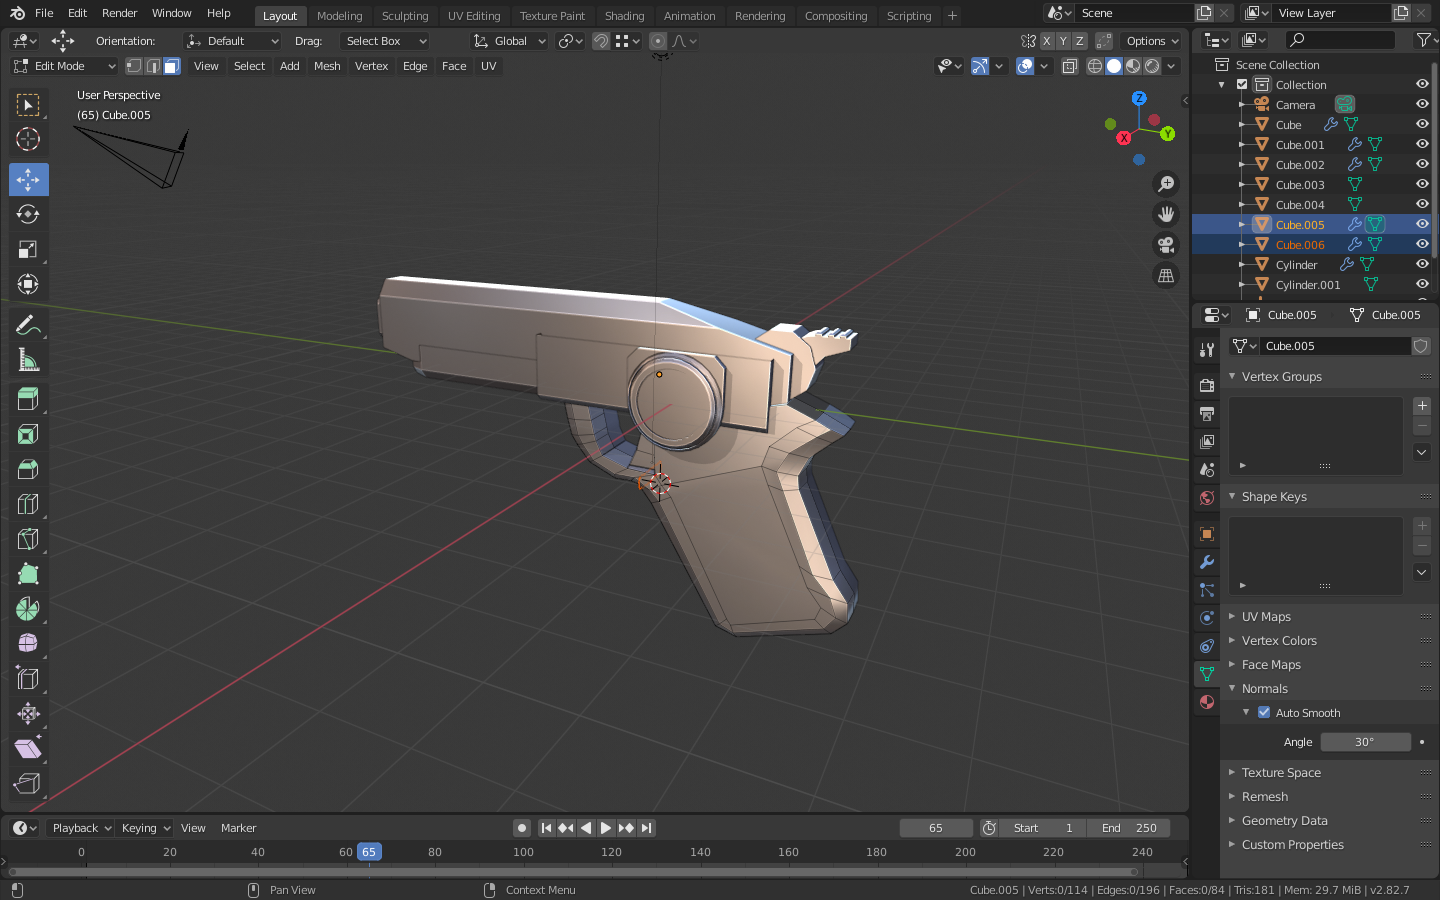 File Edit Render Window Help Layout Modeling Sculpting UV Editing Texture Paint Shading Animation Rendering Compositing Scripting + Scene View Layer
Orientation: Default Drag: Select Box Global X Y Z Options
Edit Mode View Select Add Mesh Vertex Edge Face UV
User Perspective
(65) Cube.005
Z
X
Y
Scene Collection
Collection
Camera
Cube
Cube.001
Cube.002
Cube.003
Cube.004
Cube.005
Cube.006
Cylinder
Cylinder.001
Cube.005 Cube.005
Cube.005
Vertex Groups
Shape Keys
UV Maps
Vertex Colors
Face Maps
Normals
Auto Smooth
Angle 30°
Texture Space
Remesh
Geometry Data
Custom Properties
Playback Keying View Marker 65 Start 1 End 250
0 20 40 60 65 80 100 120 140 160 180 200 220 240
Pan View Context Menu Cube.005 | Verts:0/114 | Edges:0/196 | Faces:0/84 | Tris:181 | Mem: 29.7 MiB | v2.82.7